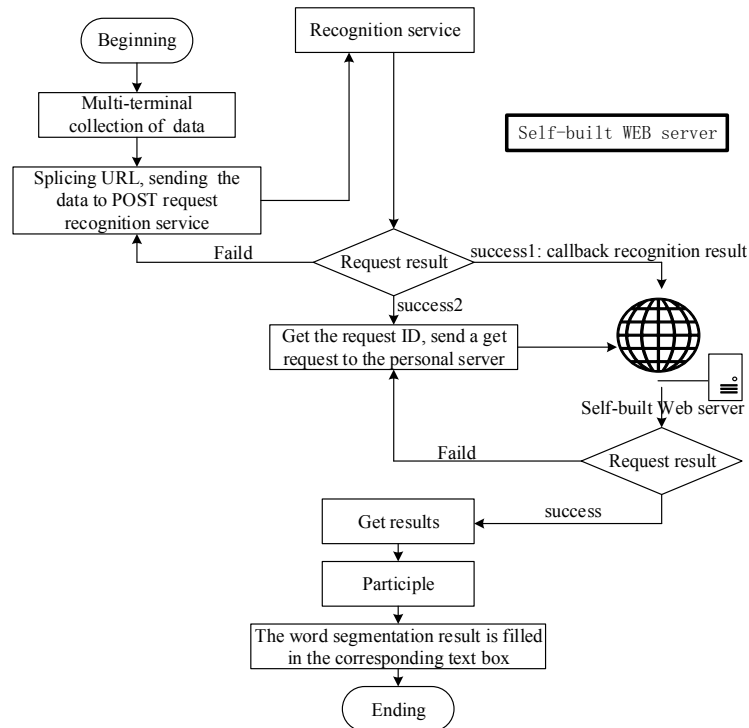 Beginning
Recognition service
Multi-terminal
collection of data
Self-built WEB server
Splicing URL, sending the
data to POST request
recognition service
Faild
Request result
success1: callback recognition result
success2
Get the request ID, send a get
request to the personal server
Self-built Web server
Faild
Request result
success
Get results
Participle
The word segmentation result is filled
in the corresponding text box
Ending